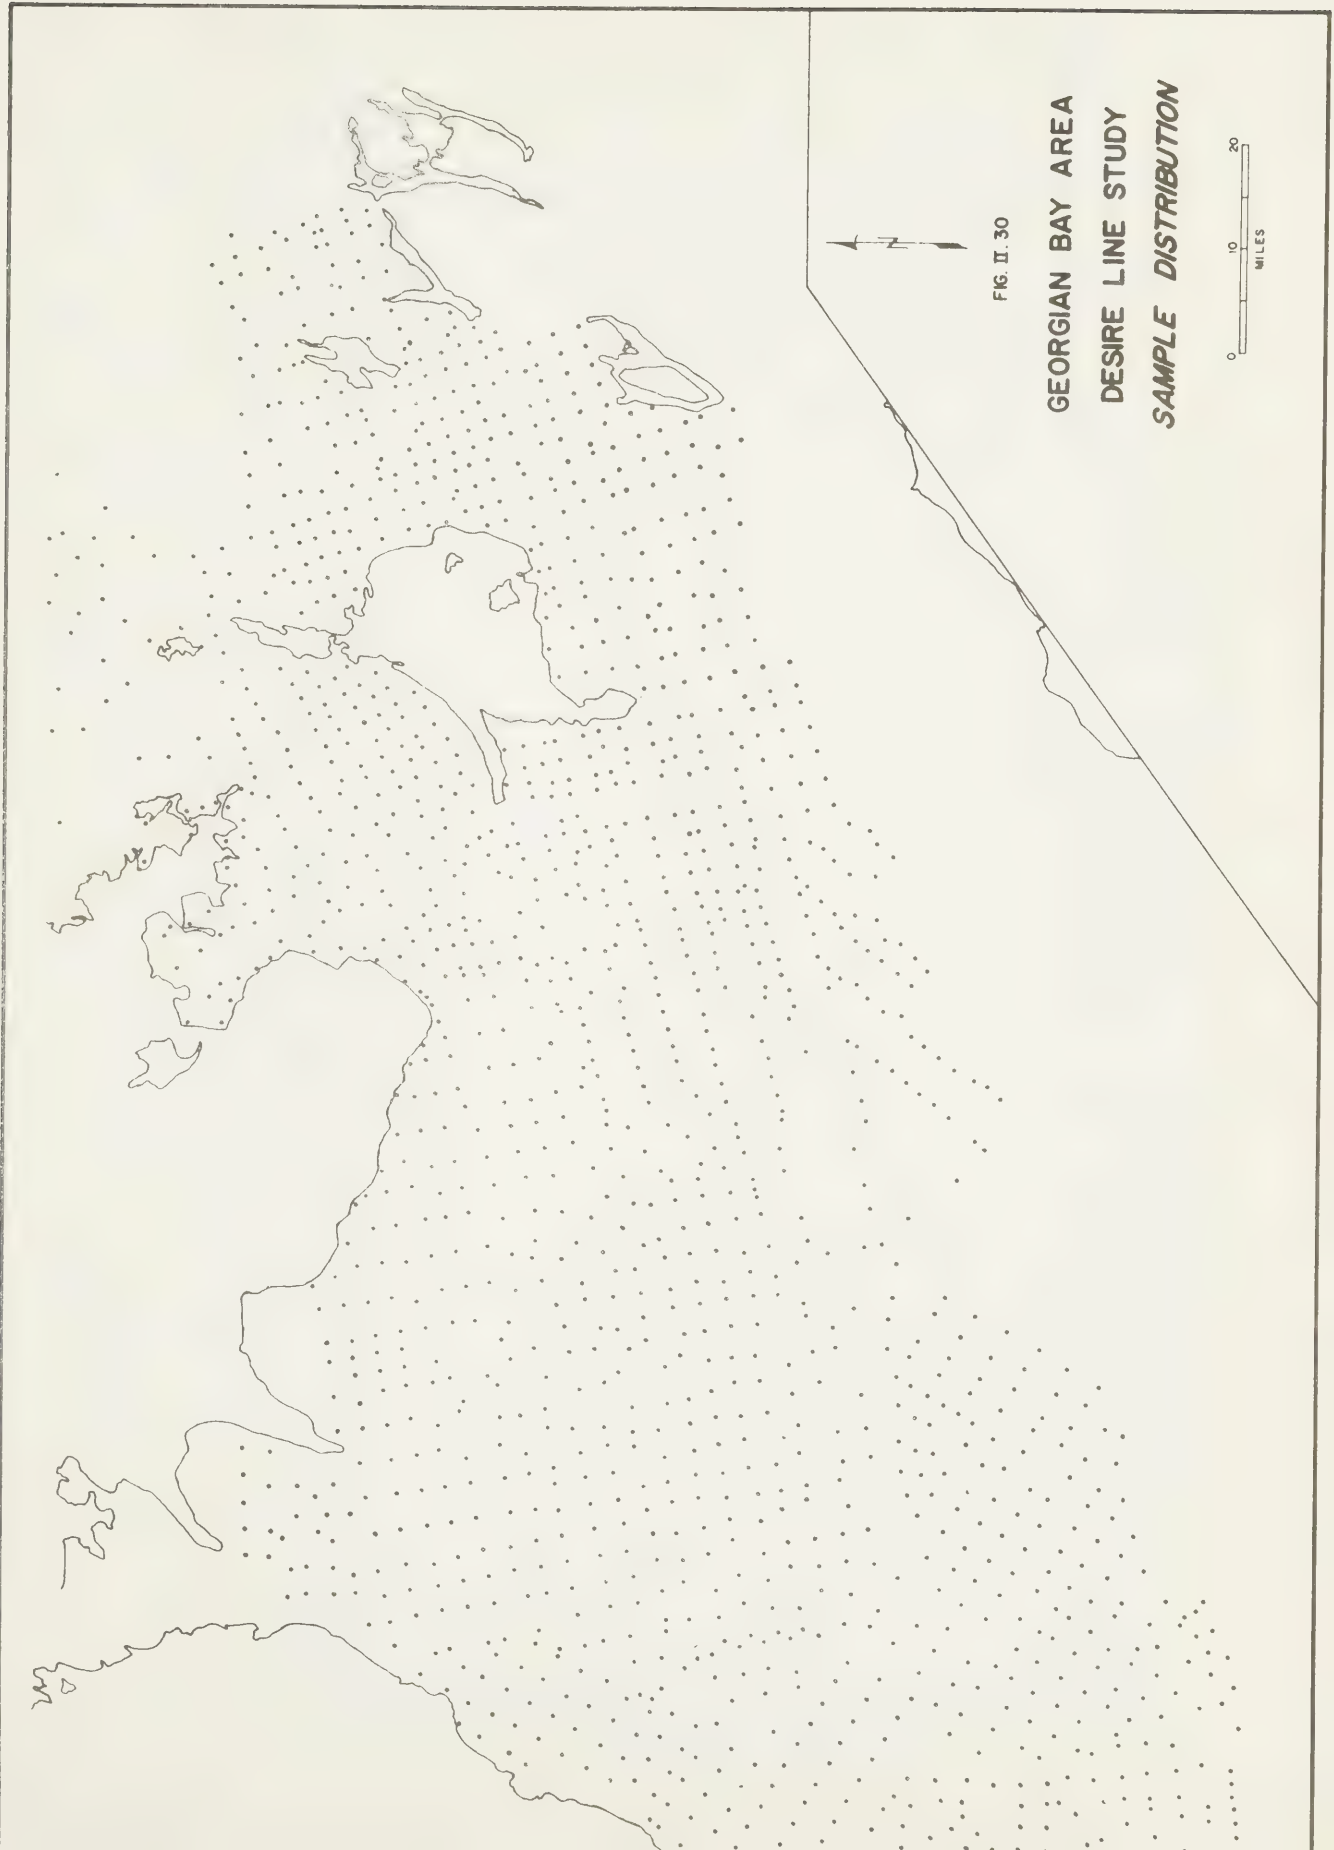 FIG. II. 30
GEORGIAN BAY AREA
DESIRE LINE STUDY
SAMPLE DISTRIBUTION
0 10 20
MILES
N